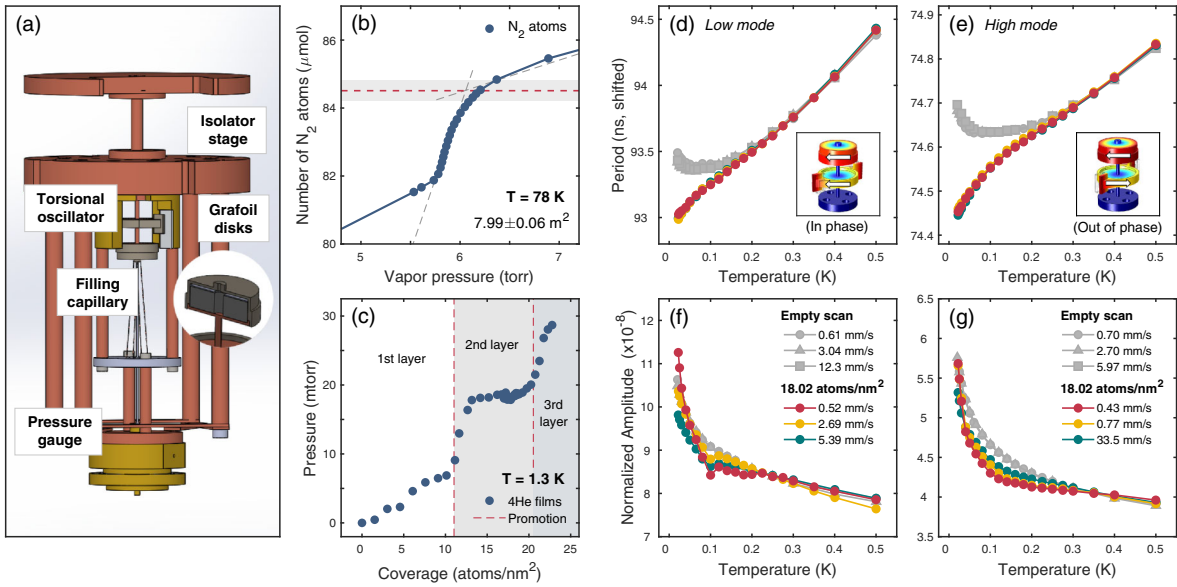 (a)
Isolator
stage
Torsional
oscillator
Grafoil
disks
Filling
capillary
Pressure
gauge
(b)
N2 atoms
Number of N2 atoms (μmol)
86
84
82
80
T = 78 K
7.99±0.06 m²
5
6
7
Vapor pressure (torr)
(c)
1st layer
2nd layer
3rd
layer
T = 1.3 K
4He films
Promotion
Pressure (mtorr)
30
20
10
0
0
5
10
15
20
25
Coverage (atoms/nm²)
(d)
Low mode
Period (ns, shifted)
94.5
94
93.5
93
(In phase)
0
0.1
0.2
0.3
0.4
0.5
Temperature (K)
(e)
High mode
74.9
74.8
74.7
74.6
74.5
74.4
(Out of phase)
0
0.1
0.2
0.3
0.4
0.5
Temperature (K)
(f)
Empty scan
0.61 mm/s
3.04 mm/s
12.3 mm/s
18.02 atoms/nm²
0.52 mm/s
2.69 mm/s
5.39 mm/s
Normalized Amplitude (x10⁻⁸)
12
11
10
9
8
7
0
0.1
0.2
0.3
0.4
0.5
Temperature (K)
(g)
Empty scan
0.70 mm/s
2.70 mm/s
5.97 mm/s
18.02 atoms/nm²
0.43 mm/s
0.77 mm/s
33.5 mm/s
6.5
6
5.5
5
4.5
4
3.5
0
0.1
0.2
0.3
0.4
0.5
Temperature (K)